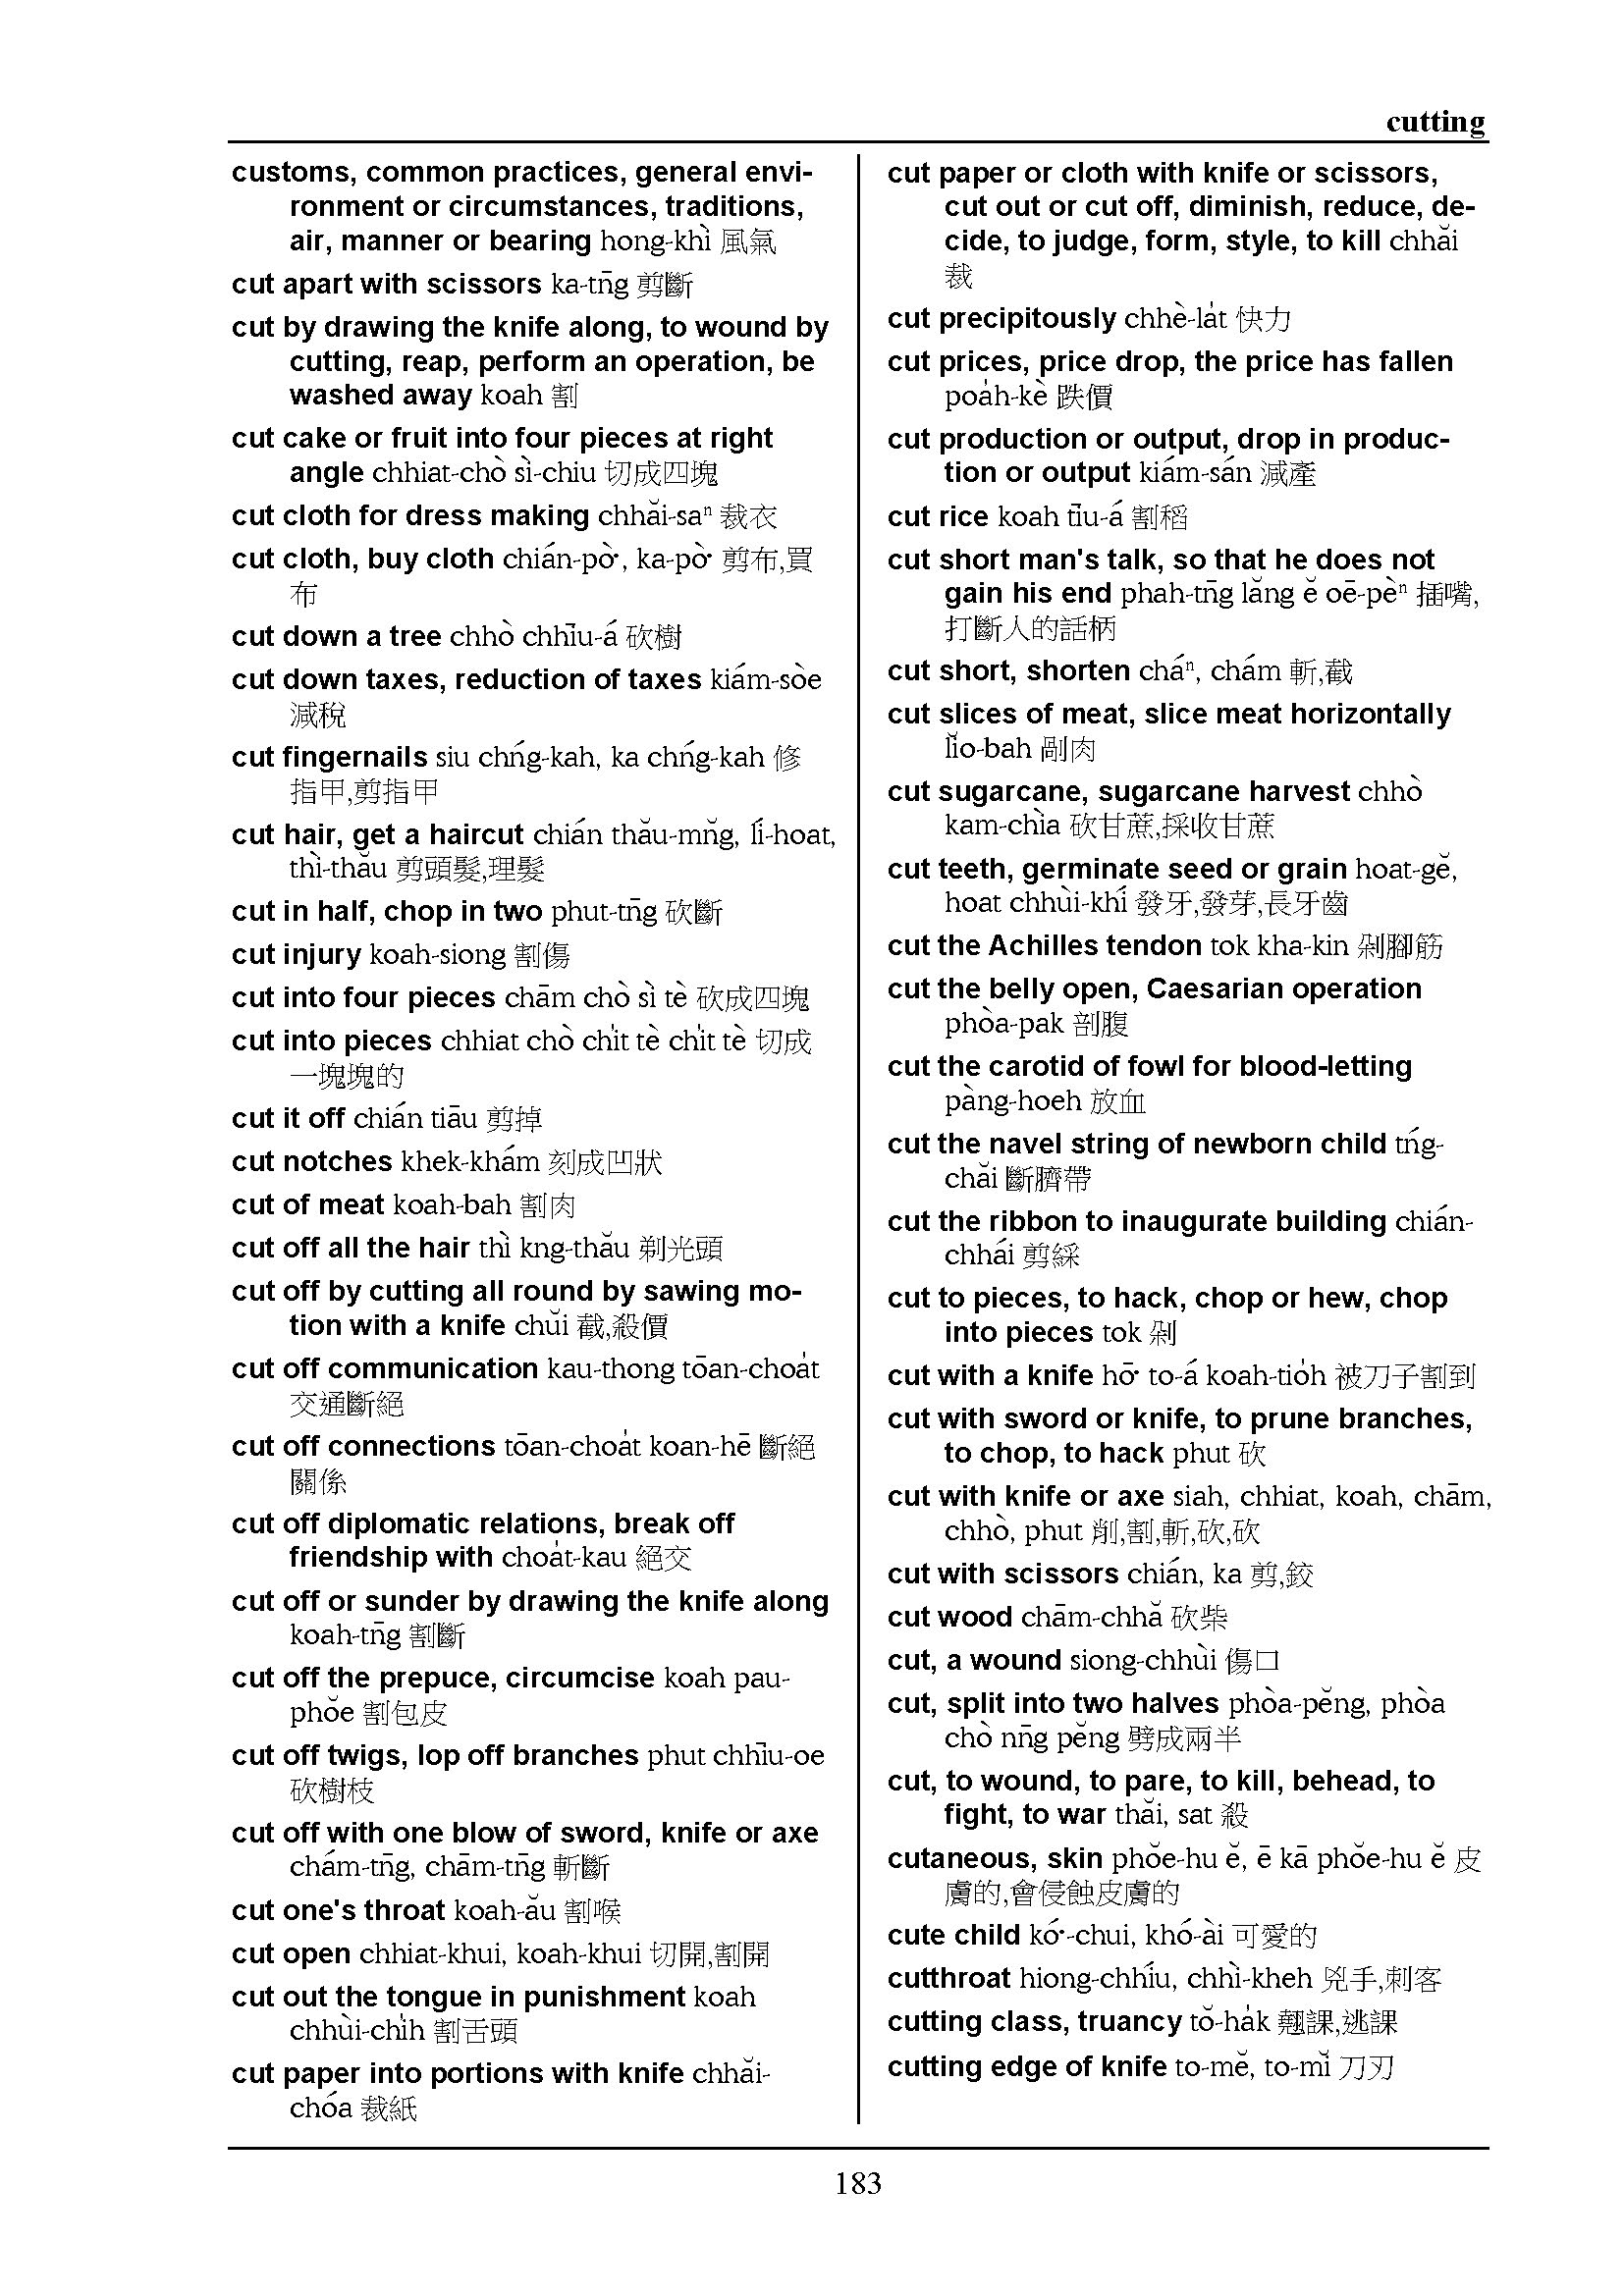 cutting
customs, common practices, general envi-
ronment or circumstances, traditions,
air, manner or bearing hong-khì 風氣
cut apart with scissors ka-tn̄g 剪斷
cut by drawing the knife along, to wound by
cutting, reap, perform an operation, be
washed away koah 割
cut cake or fruit into four pieces at right
angle chhiat-chò sì-chiu 切成四塊
cut cloth for dress making chhăi-saⁿ 裁衣
cut cloth, buy cloth chián-pò͘, ka-pò͘ 剪布,買
布
cut down a tree chhò chhīu-á 砍樹
cut down taxes, reduction of taxes kiám-sòe
減稅
cut fingernails siu chńg-kah, ka chńg-kah 修
指甲,剪指甲
cut hair, get a haircut chián thău-mn̆g, lí-hoat,
thì-thău 剪頭髮,理髮
cut in half, chop in two phut-tn̄g 砍斷
cut injury koah-siong 割傷
cut into four pieces chām chò sì tè 砍成四塊
cut into pieces chhiat chò chi̍t tè chi̍t tè 切成
一塊塊的
cut it off chián tiāu 剪掉
cut notches khek-khám 刻成凹狀
cut of meat koah-bah 割肉
cut off all the hair thì kng-thău 剃光頭
cut off by cutting all round by sawing mo-
tion with a knife chŭi 截,殺價
cut off communication kau-thong tōan-choa̍t
交通斷絕
cut off connections tōan-choa̍t koan-hē 斷絕
關係
cut off diplomatic relations, break off
friendship with choa̍t-kau 絕交
cut off or sunder by drawing the knife along
koah-tn̄g 割斷
cut off the prepuce, circumcise koah pau-
phŏe 割包皮
cut off twigs, lop off branches phut chhīu-oe
砍樹枝
cut off with one blow of sword, knife or axe
chám-tn̄g, chām-tn̄g 斬斷
cut one's throat koah-ău 割喉
cut open chhiat-khui, koah-khui 切開,割開
cut out the tongue in punishment koah
chhùi-chi̍h 割舌頭
cut paper into portions with knife chhăi-
chóa 裁紙
cut paper or cloth with knife or scissors,
cut out or cut off, diminish, reduce, de-
cide, to judge, form, style, to kill chhăi
裁
cut precipitously chhè-la̍t 快力
cut prices, price drop, the price has fallen
poa̍h-kè 跌價
cut production or output, drop in produc-
tion or output kiám-sán 減產
cut rice koah tīu-á 割稻
cut short man's talk, so that he does not
gain his end phah-tn̄g lăng ĕ oē-pèⁿ 插嘴,
打斷人的話柄
cut short, shorten cháⁿ, chám 斬,截
cut slices of meat, slice meat horizontally
lĭo-bah 剮肉
cut sugarcane, sugarcane harvest chhò
kam-chìa 砍甘蔗,採收甘蔗
cut teeth, germinate seed or grain hoat-gĕ,
hoat chhùi-khí 發牙,發芽,長牙齒
cut the Achilles tendon tok kha-kin 剁腳筋
cut the belly open, Caesarian operation
phòa-pak 剖腹
cut the carotid of fowl for blood-letting
pàng-hoeh 放血
cut the navel string of newborn child tńg-
chăi 斷臍帶
cut the ribbon to inaugurate building chián-
chhái 剪綵
cut to pieces, to hack, chop or hew, chop
into pieces tok 剁
cut with a knife hō͘ to-á koah-tio̍h 被刀子割到
cut with sword or knife, to prune branches,
to chop, to hack phut 砍
cut with knife or axe siah, chhiat, koah, chām,
chhò, phut 削,割,斬,砍,砍
cut with scissors chián, ka 剪,鉸
cut wood chām-chhă 砍柴
cut, a wound siong-chhùi 傷口
cut, split into two halves phòa-pĕng, phòa
chò nn̄g pĕng 劈成兩半
cut, to wound, to pare, to kill, behead, to
fight, to war thăi, sat 殺
cutaneous, skin phŏe-hu ĕ, ē kā phŏe-hu ĕ 皮
膚的,會侵蝕皮膚的
cute child kó͘-chui, khó-ài 可愛的
cutthroat hiong-chhíu, chhì-kheh 兇手,刺客
cutting class, truancy tŏ-ha̍k 翹課,逃課
cutting edge of knife to-mĕ, to-mĭ 刀刃
183